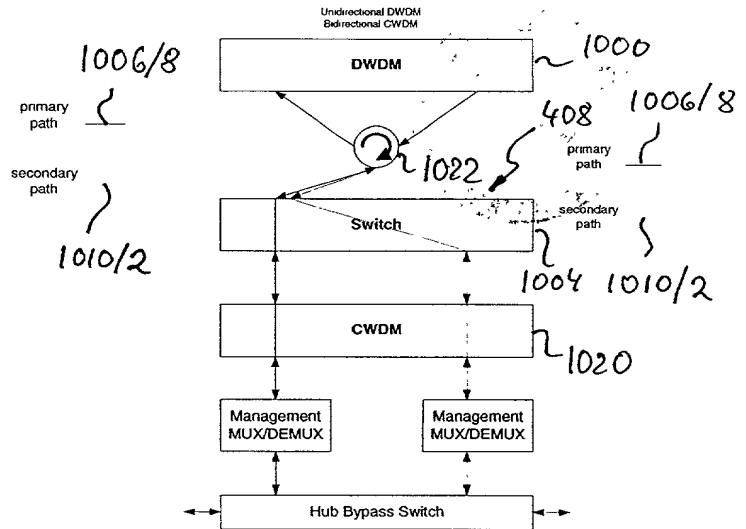 Unidirectional DWDM
Bidirectional CWDM
DWDM
1000
1006/8
primary
path
secondary
path
1010/2
1022
408
1006/8
primary
path
secondary
path
Switch
1004
1010/2
CWDM
1020
Management
MUX/DEMUX
Management
MUX/DEMUX
Hub Bypass Switch